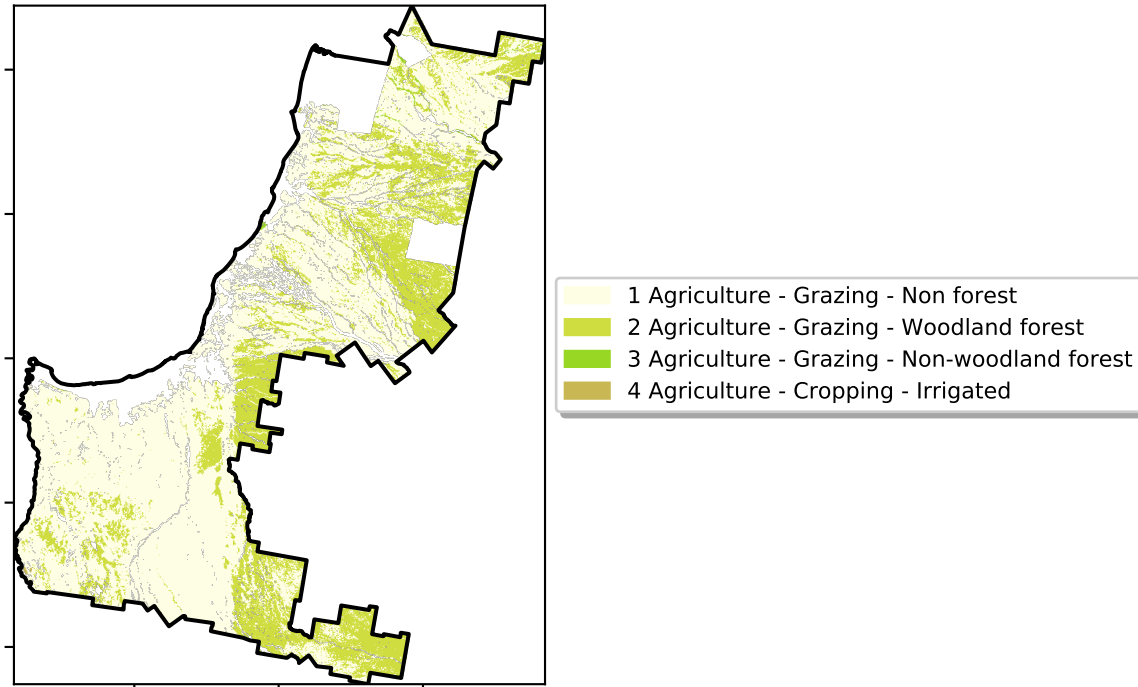 1 Agriculture - Grazing - Non forest
2 Agriculture - Grazing - Woodland forest
3 Agriculture - Grazing - Non-woodland forest
4 Agriculture - Cropping - Irrigated